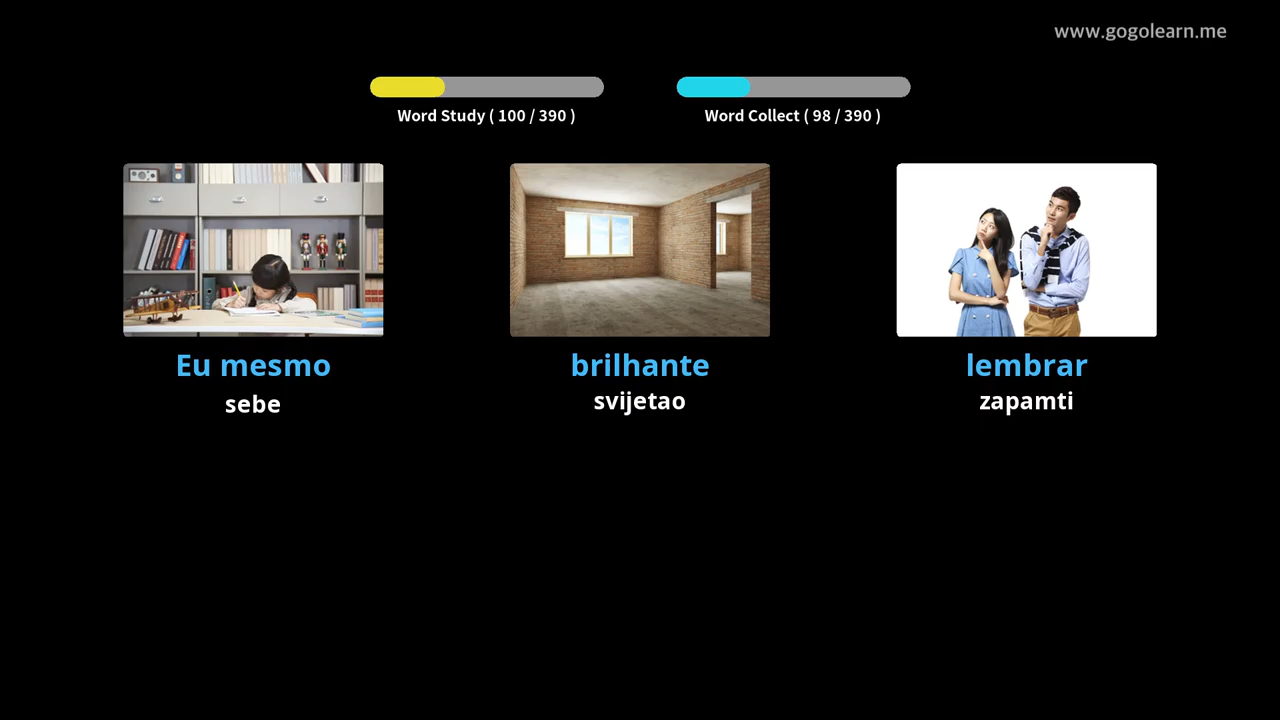 www.gogolearn.me
Word Study ( 100 / 390 )
Word Collect ( 98 / 390 )
Eu mesmo
sebe
brilhante
svijetao
lembrar
zapamti